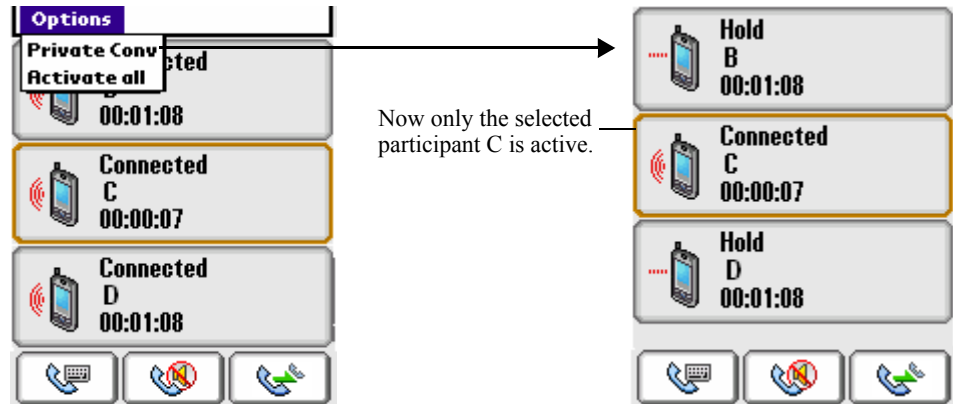 Options
Private Conv
Activate all
00:01:08
Connected
C
00:00:07
Connected
D
00:01:08
Now only the selected
participant C is active.
Hold
B
00:01:08
Connected
C
00:00:07
Hold
D
00:01:08